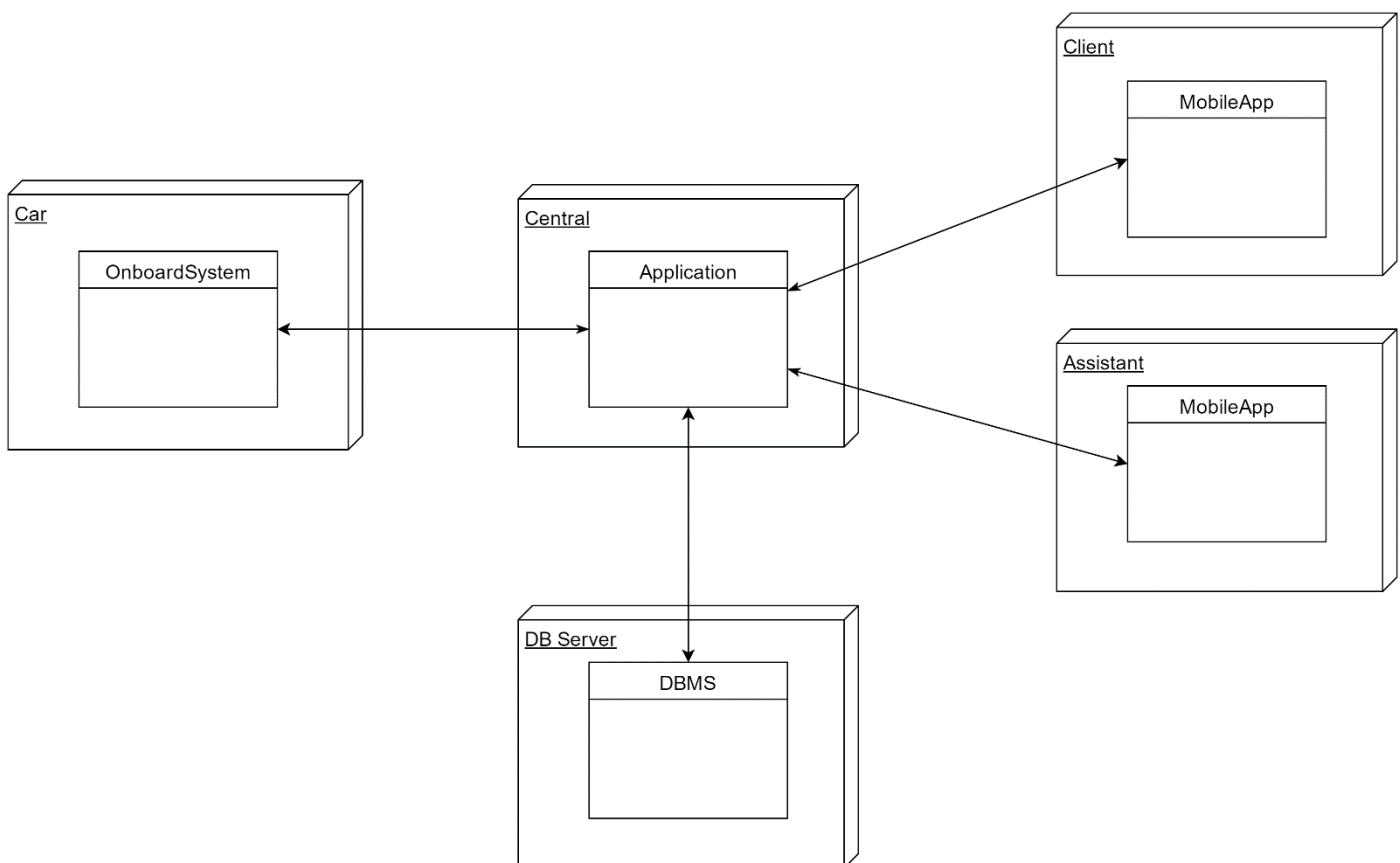 Client
MobileApp
Car
OnboardSystem
Central
Application
Assistant
MobileApp
DB Server
DBMS